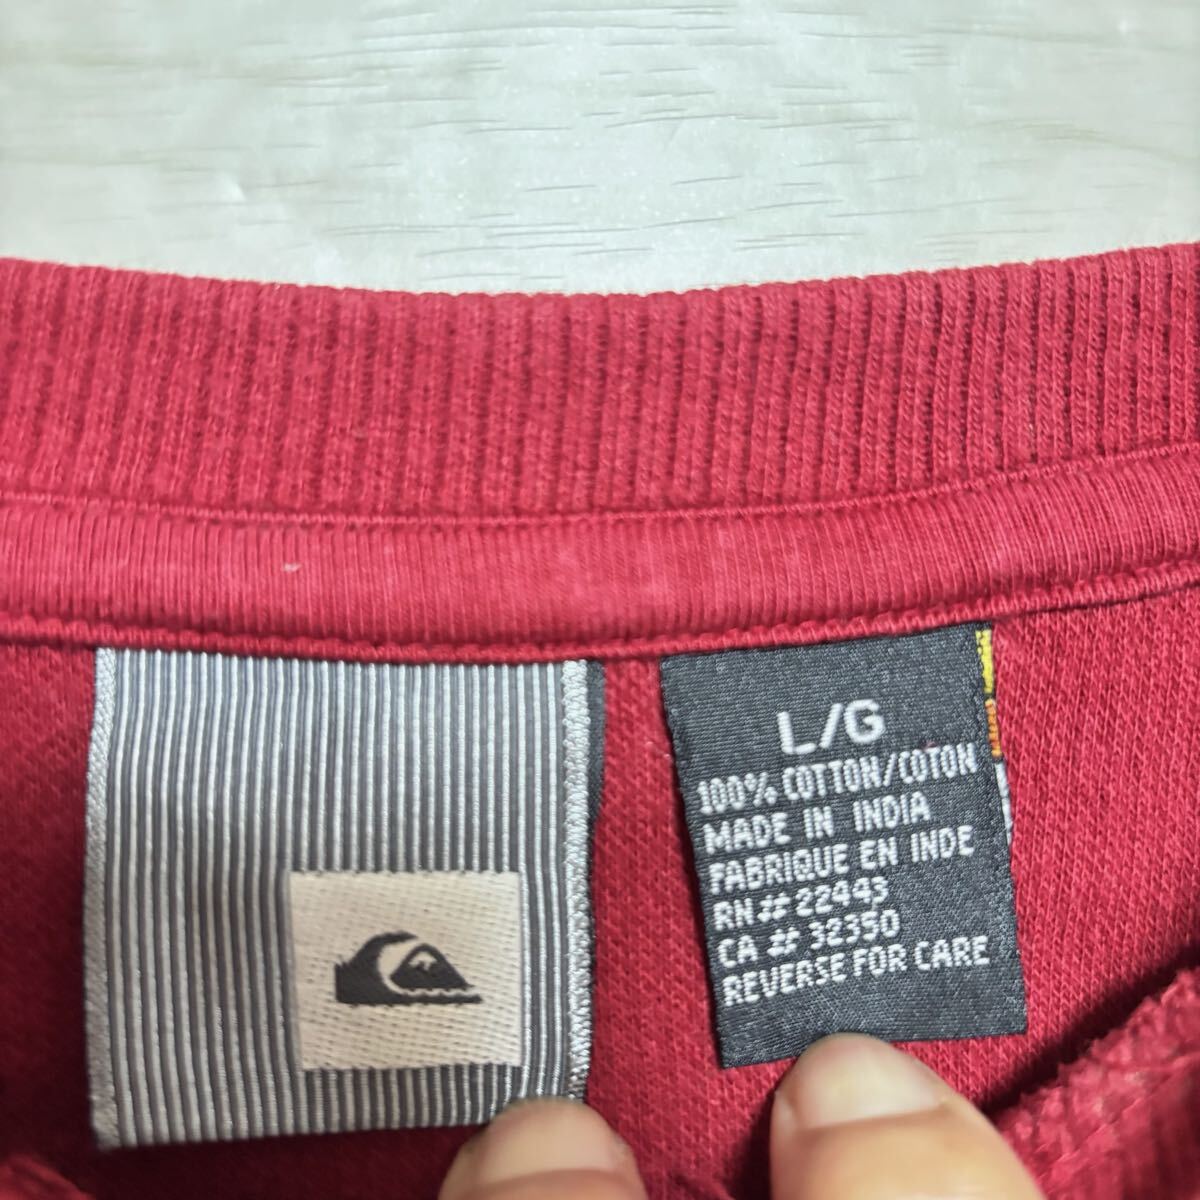 L/G
100% COTTON/COTON
MADE IN INDIA
FABRIQUE EN INDE
RN# 22443
CA # 32350
REVERSE FOR CARE